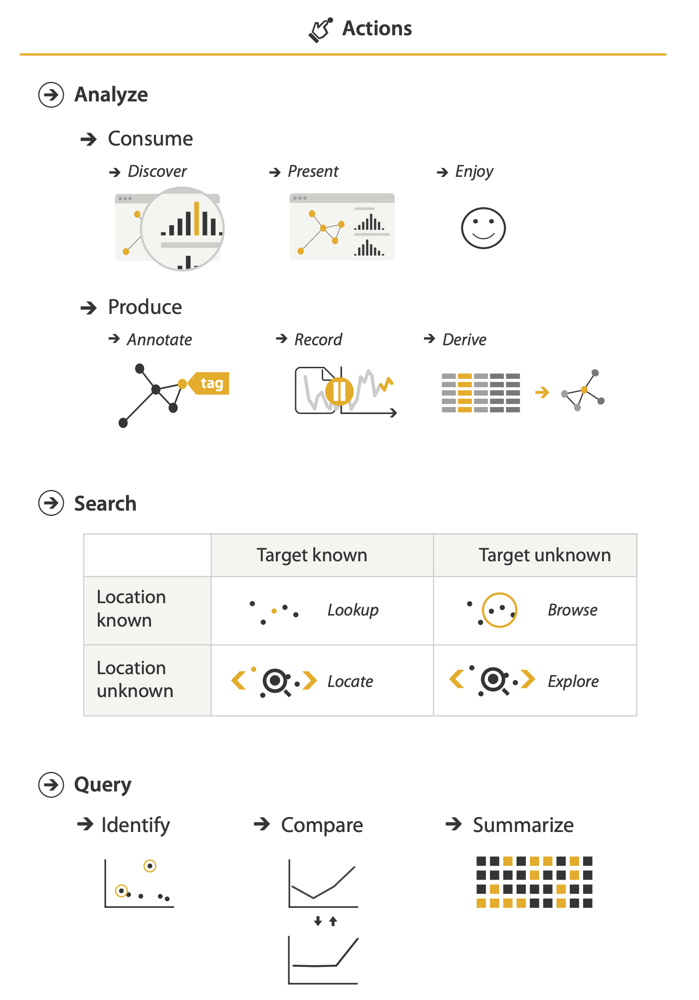 Actions
Analyze
Consume
Discover
Present
Enjoy
Produce
Annotate
Record
Derive
tag
Search
Target known
Target unknown
Location
known
Lookup
Browse
Location
unknown
Locate
Explore
Query
Identify
Compare
Summarize